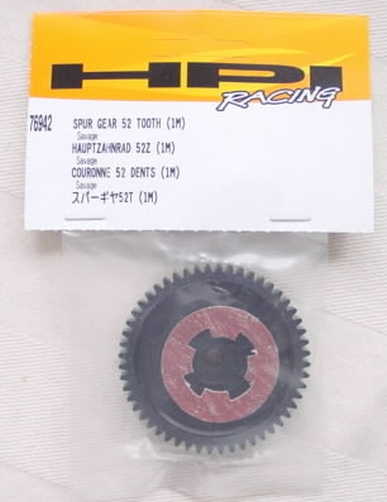 HPI
RACING
76942 SPUR GEAR 52 TOOTH (1M)
Savage
HAUPTZAHNRAD 52Z (1M)
Savage
COURONNE 52 DENTS (1M)
Savage
スパーギヤ52T (1M)